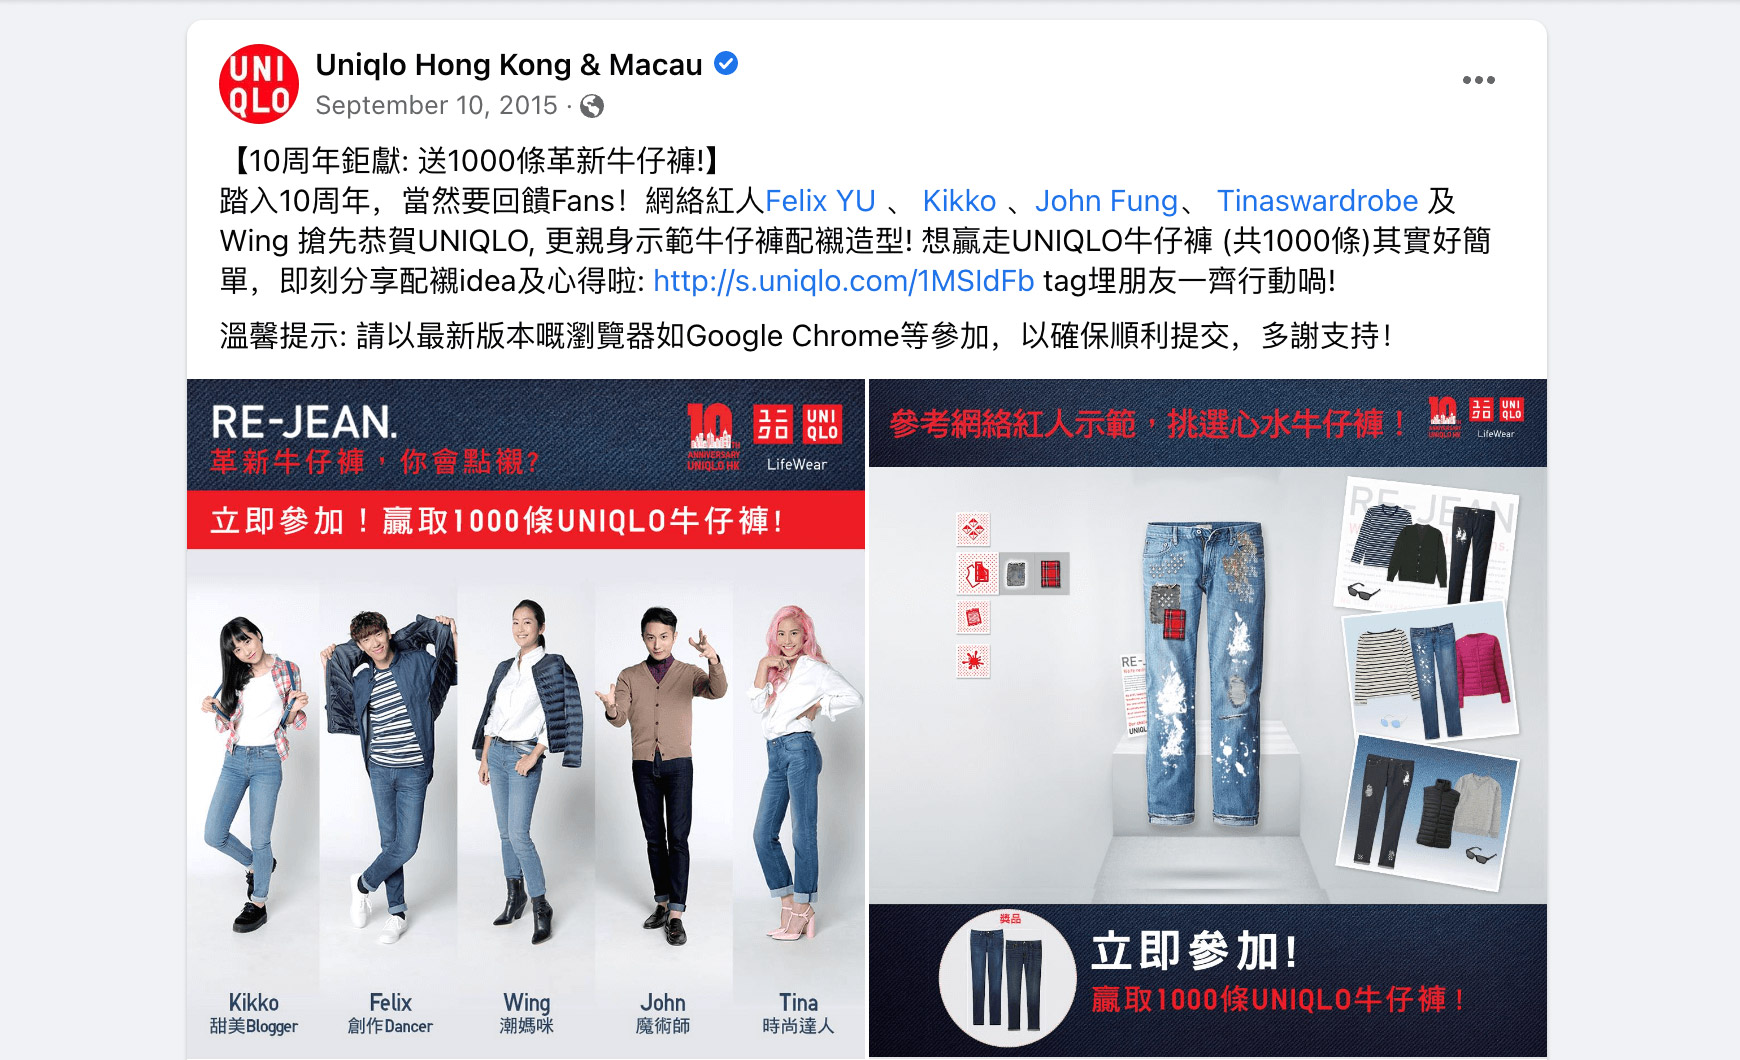 UNI
QLO
Uniqlo Hong Kong & Macau
September 10, 2015 ·
【10周年鉅獻: 送1000條革新牛仔褲!】
踏入10周年，當然要回饋Fans！網絡紅人Felix YU 、 Kikko 、John Fung、 Tinaswardrobe 及
Wing 搶先恭賀UNIQLO, 更親身示範牛仔褲配襯造型! 想贏走UNIQLO牛仔褲 (共1000條)其實好簡
單，即刻分享配襯idea及心得啦: http://s.uniqlo.com/1MSIdFb tag埋朋友一齊行動喎!
溫馨提示: 請以最新版本嘅瀏覽器如Google Chrome等參加，以確保順利提交，多謝支持！
RE-JEAN.
革新牛仔褲，你會點襯?
10TH
ANNIVERSARY
UNIQLO HK
ユニ
クロ
UNI
QLO
LifeWear
立即參加！贏取1000條UNIQLO牛仔褲!
Kikko
甜美Blogger
Felix
創作Dancer
Wing
潮媽咪
John
魔術師
Tina
時尚達人
參考網絡紅人示範，挑選心水牛仔褲！
10
ANNIVERSARY
UNIQLO HK
ユニ
クロ
UNI
QLO
LifeWear
RE-JEAN
RE-J
UNIQL
獎品
立即參加!
贏取1000條UNIQLO牛仔褲！